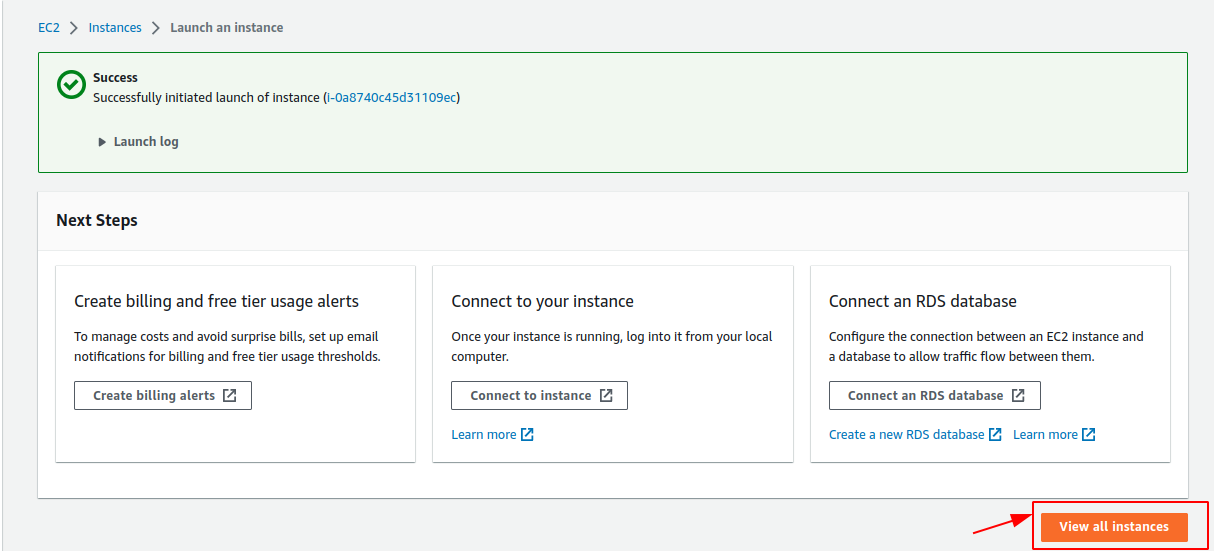 EC2 > Instances > Launch an instance
Success
Successfully initiated launch of instance (i-0a8740c45d31109ec)
Launch log
Next Steps
Create billing and free tier usage alerts
To manage costs and avoid surprise bills, set up email
notifications for billing and free tier usage thresholds.
Create billing alerts
Connect to your instance
Once your instance is running, log into it from your local
computer.
Connect to instance
Learn more
Connect an RDS database
Configure the connection between an EC2 instance and
a database to allow traffic flow between them.
Connect an RDS database
Create a new RDS database Learn more
View all instances